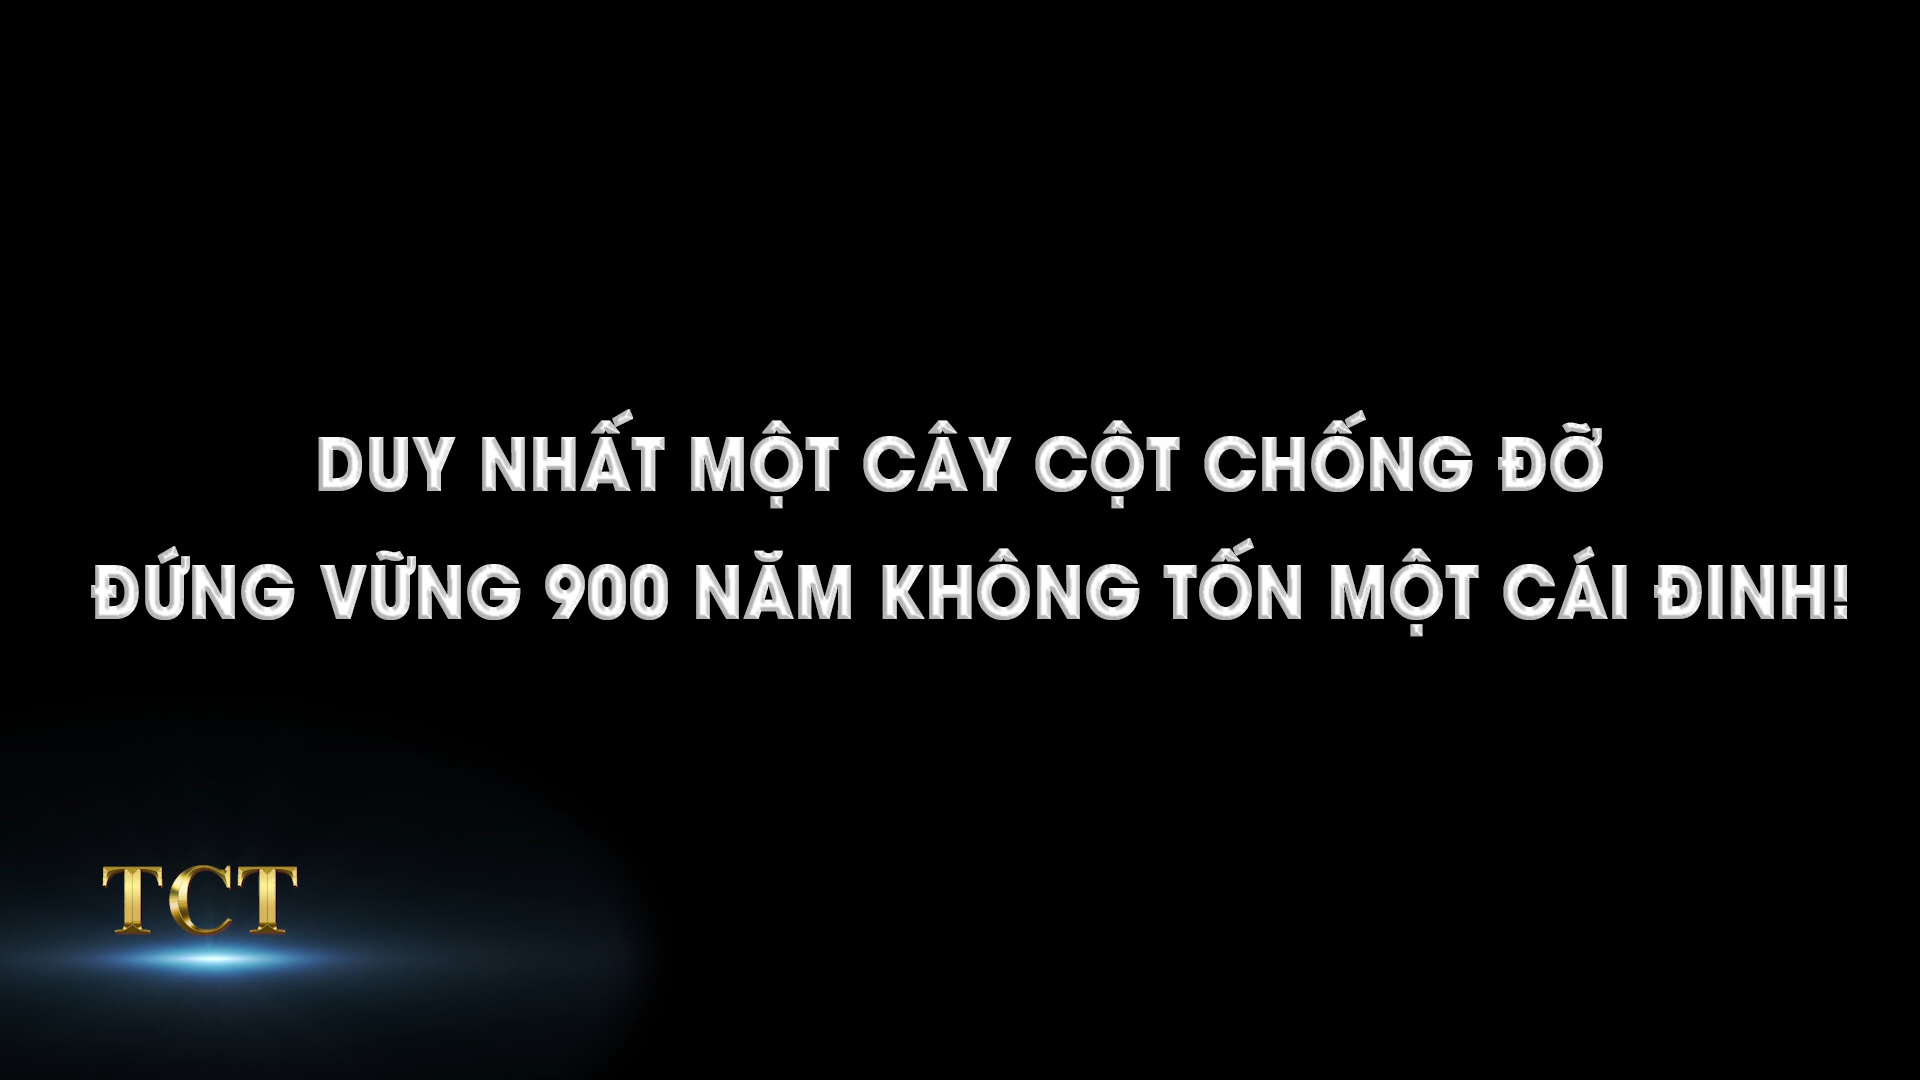 DUY NHẤT MỘT CÂY CỘT CHỐNG ĐỠ
ĐỨNG VỮNG 900 NĂM KHÔNG TỐN MỘT CÁI ĐINH!
TCT